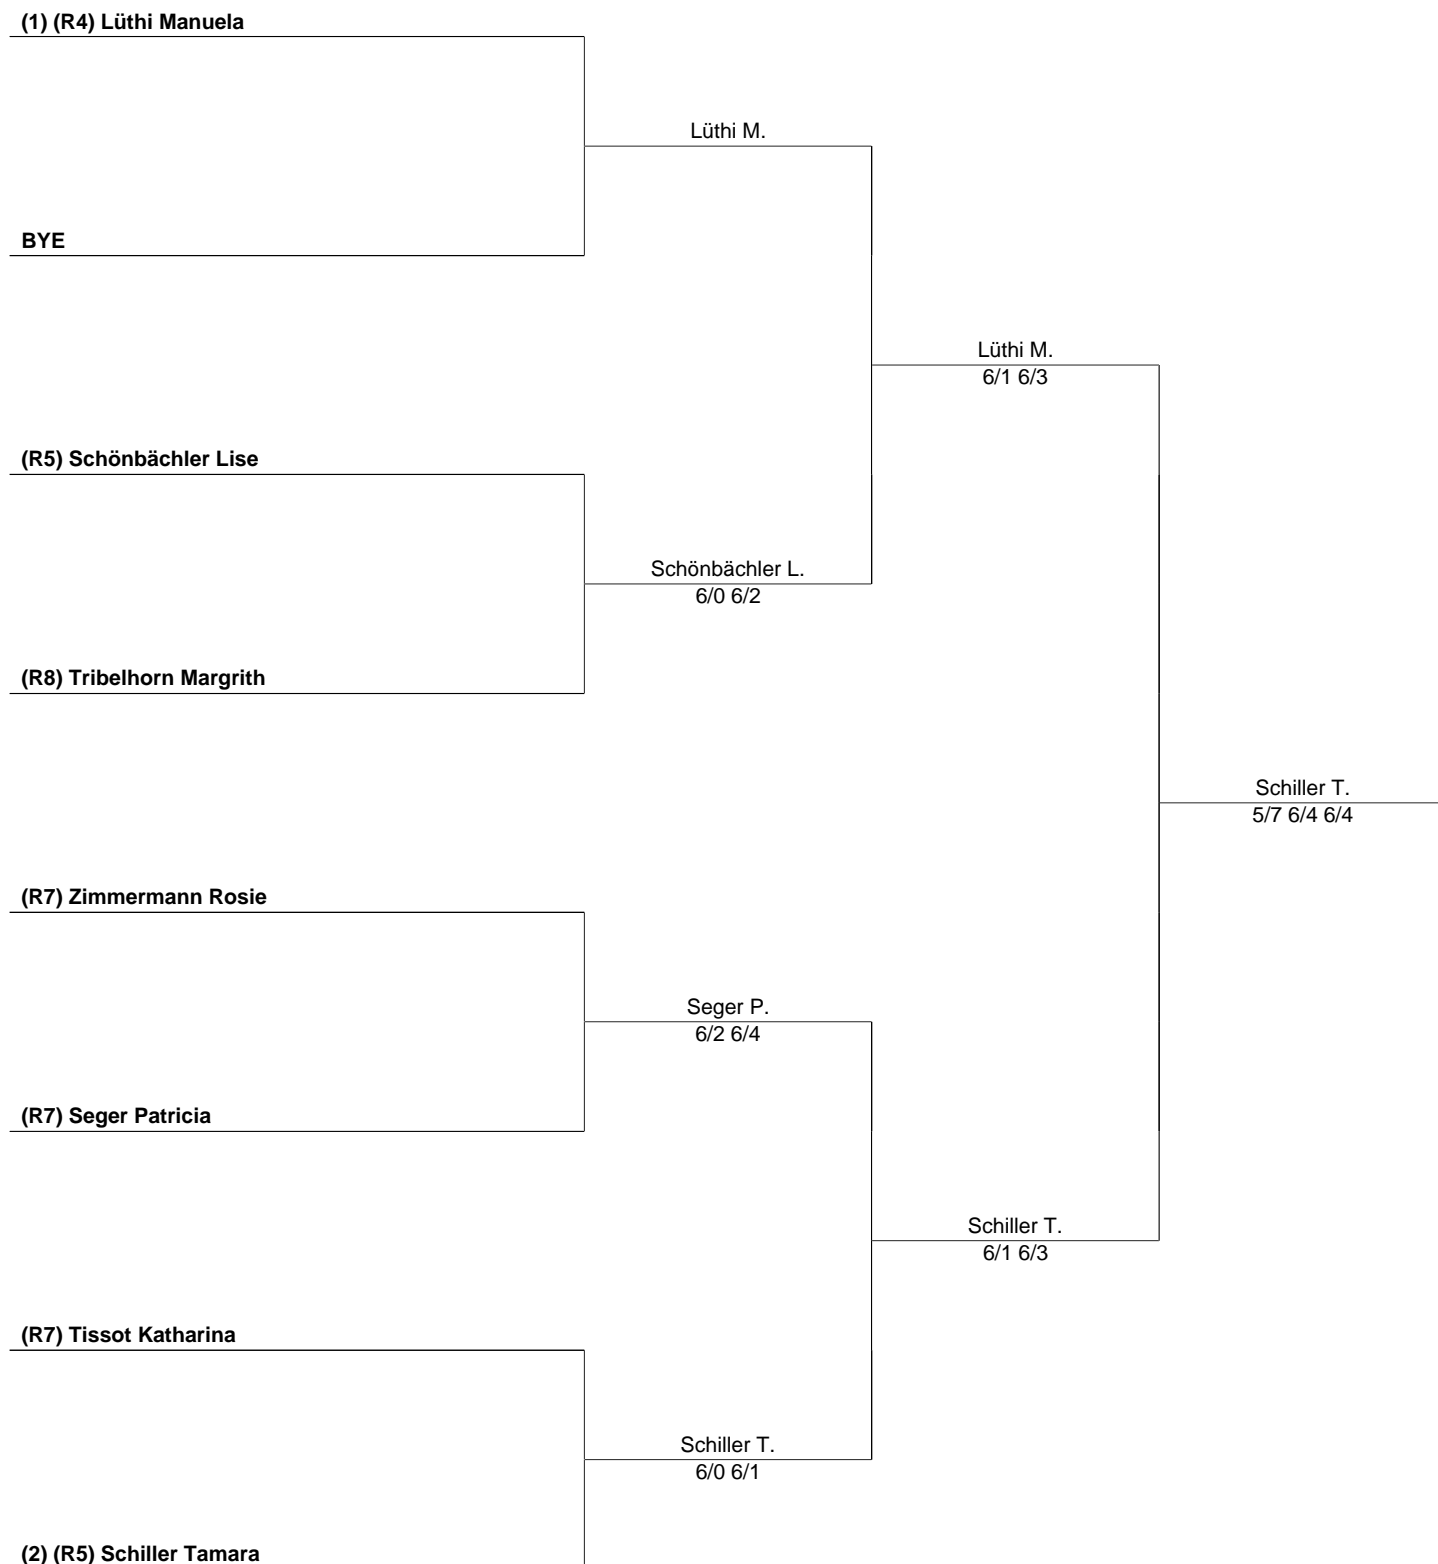 (1) (R4) Lüthi Manuela
Lüthi M.
BYE
Lüthi M.
6/1 6/3
(R5) Schönbächler Lise
Schönbächler L.
6/0 6/2
(R8) Tribelhorn Margrith
Schiller T.
5/7 6/4 6/4
(R7) Zimmermann Rosie
Seger P.
6/2 6/4
(R7) Seger Patricia
Schiller T.
6/1 6/3
(R7) Tissot Katharina
Schiller T.
6/0 6/1
(2) (R5) Schiller Tamara